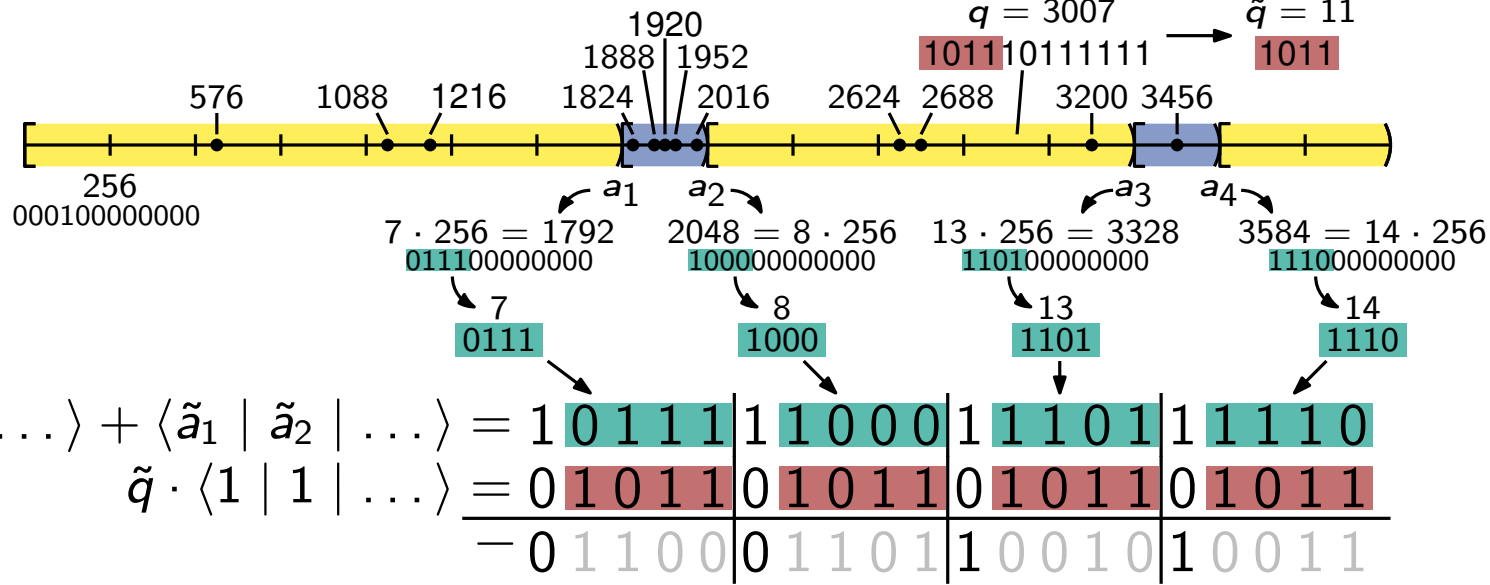 q = 3007 q̃ = 11
101110111111 1011
1920
1888 1952
576 1088 1216 1824 2016 2624 2688 3200 3456
256
000100000000
a1 a2 a3 a4
7 · 256 = 1792 2048 = 8 · 256 13 · 256 = 3328 3584 = 14 · 256
011100000000 100000000000 110100000000 111000000000
7 8 13 14
0111 1000 1101 1110
...⟩ + ⟨ã1 | ã2 | ...⟩ = 1 0 1 1 1 1 1 0 0 0 1 1 1 0 1 1 1 1 1 0
q̃ · ⟨1 | 1 | ...⟩ = 0 1 0 1 1 0 1 0 1 1 0 1 0 1 1 0 1 0 1 1
− 0 1 1 0 0 0 1 1 0 1 1 0 0 1 0 1 0 0 1 1